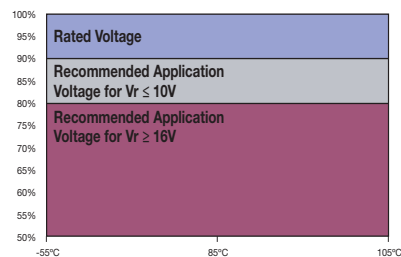 100%
95%
90%
85%
80%
75%
70%
65%
60%
55%
50%
Rated Voltage
Recommended Application
Voltage for Vr ≤ 10V
Recommended Application
Voltage for Vr ≥ 16V
-55ºC 85ºC 105ºC